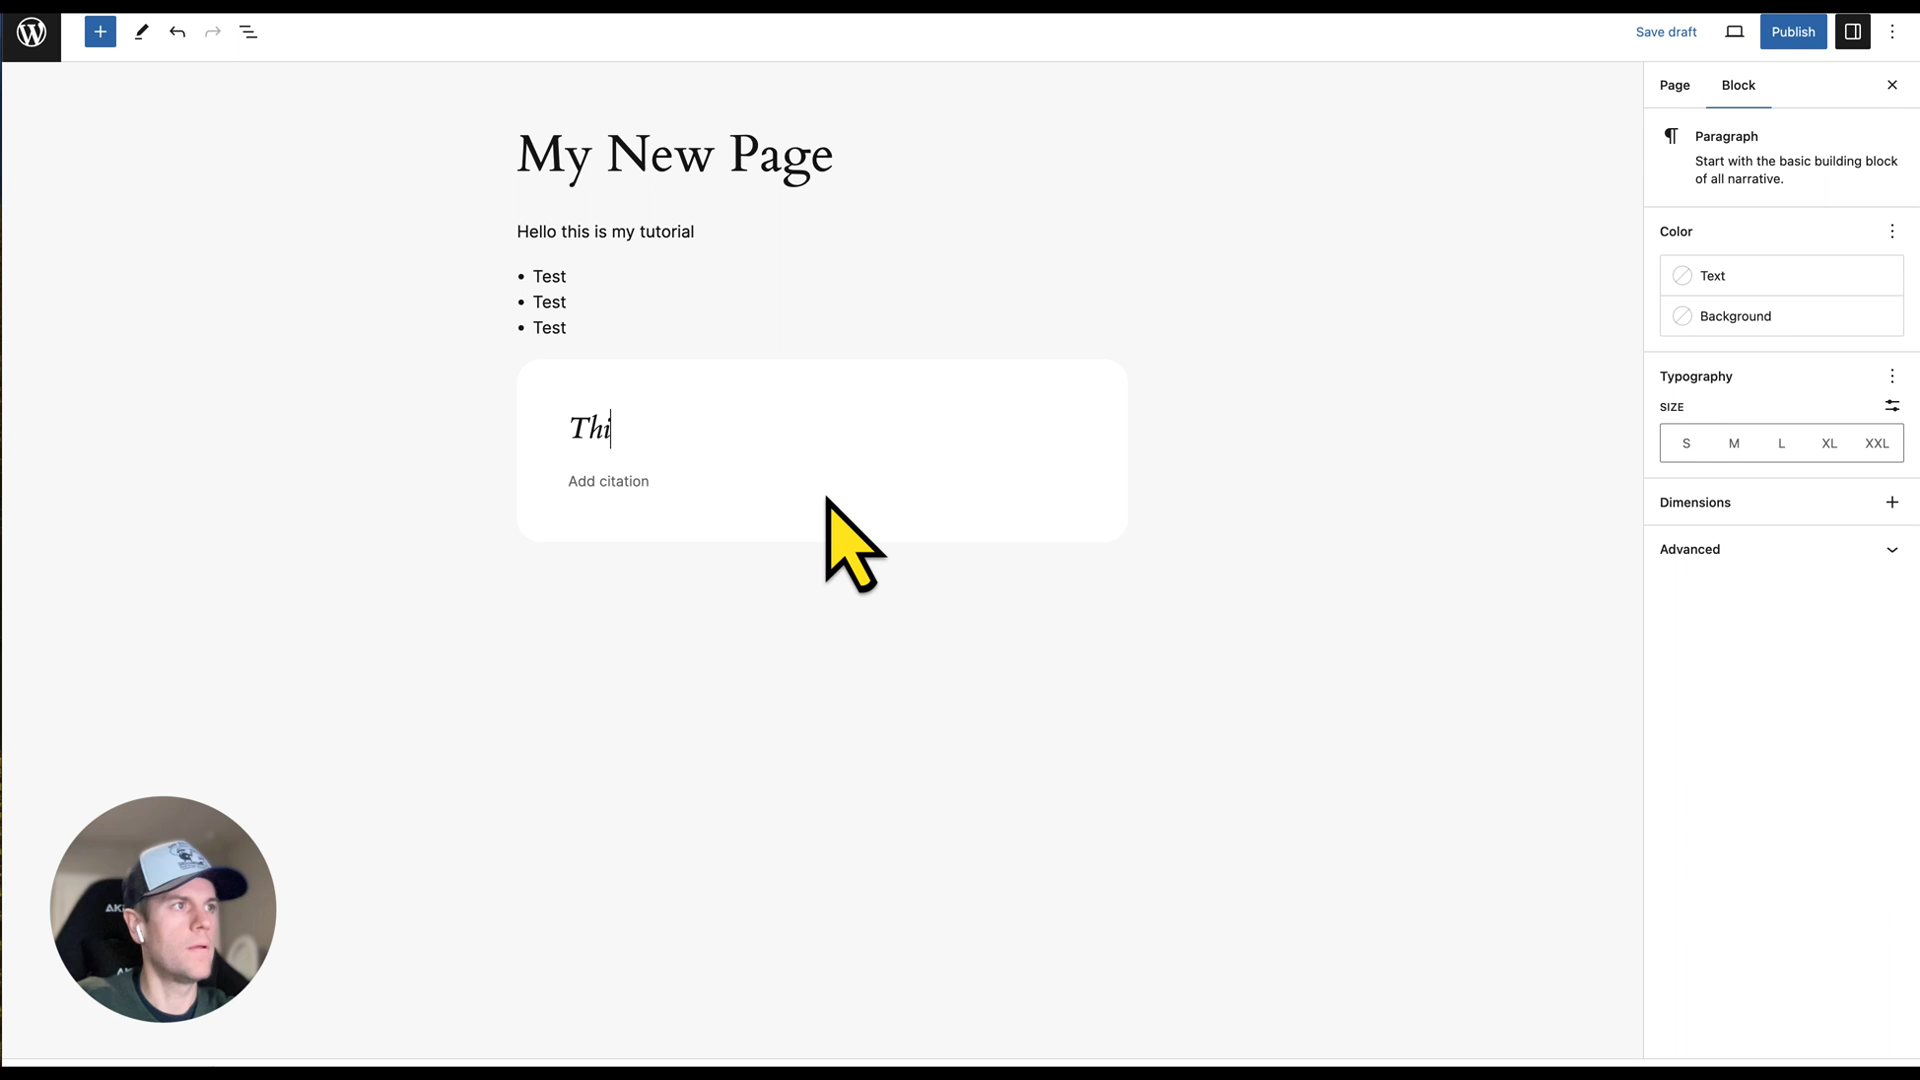 Save draft
Publish
Page
Block
My New Page
Paragraph
Start with the basic building block
of all narrative.
Hello this is my tutorial
Color
• Test
Text
• Test
Background
• Test
Typography
SIZE
Thi
S M L XL XXL
Add citation
Dimensions
Advanced